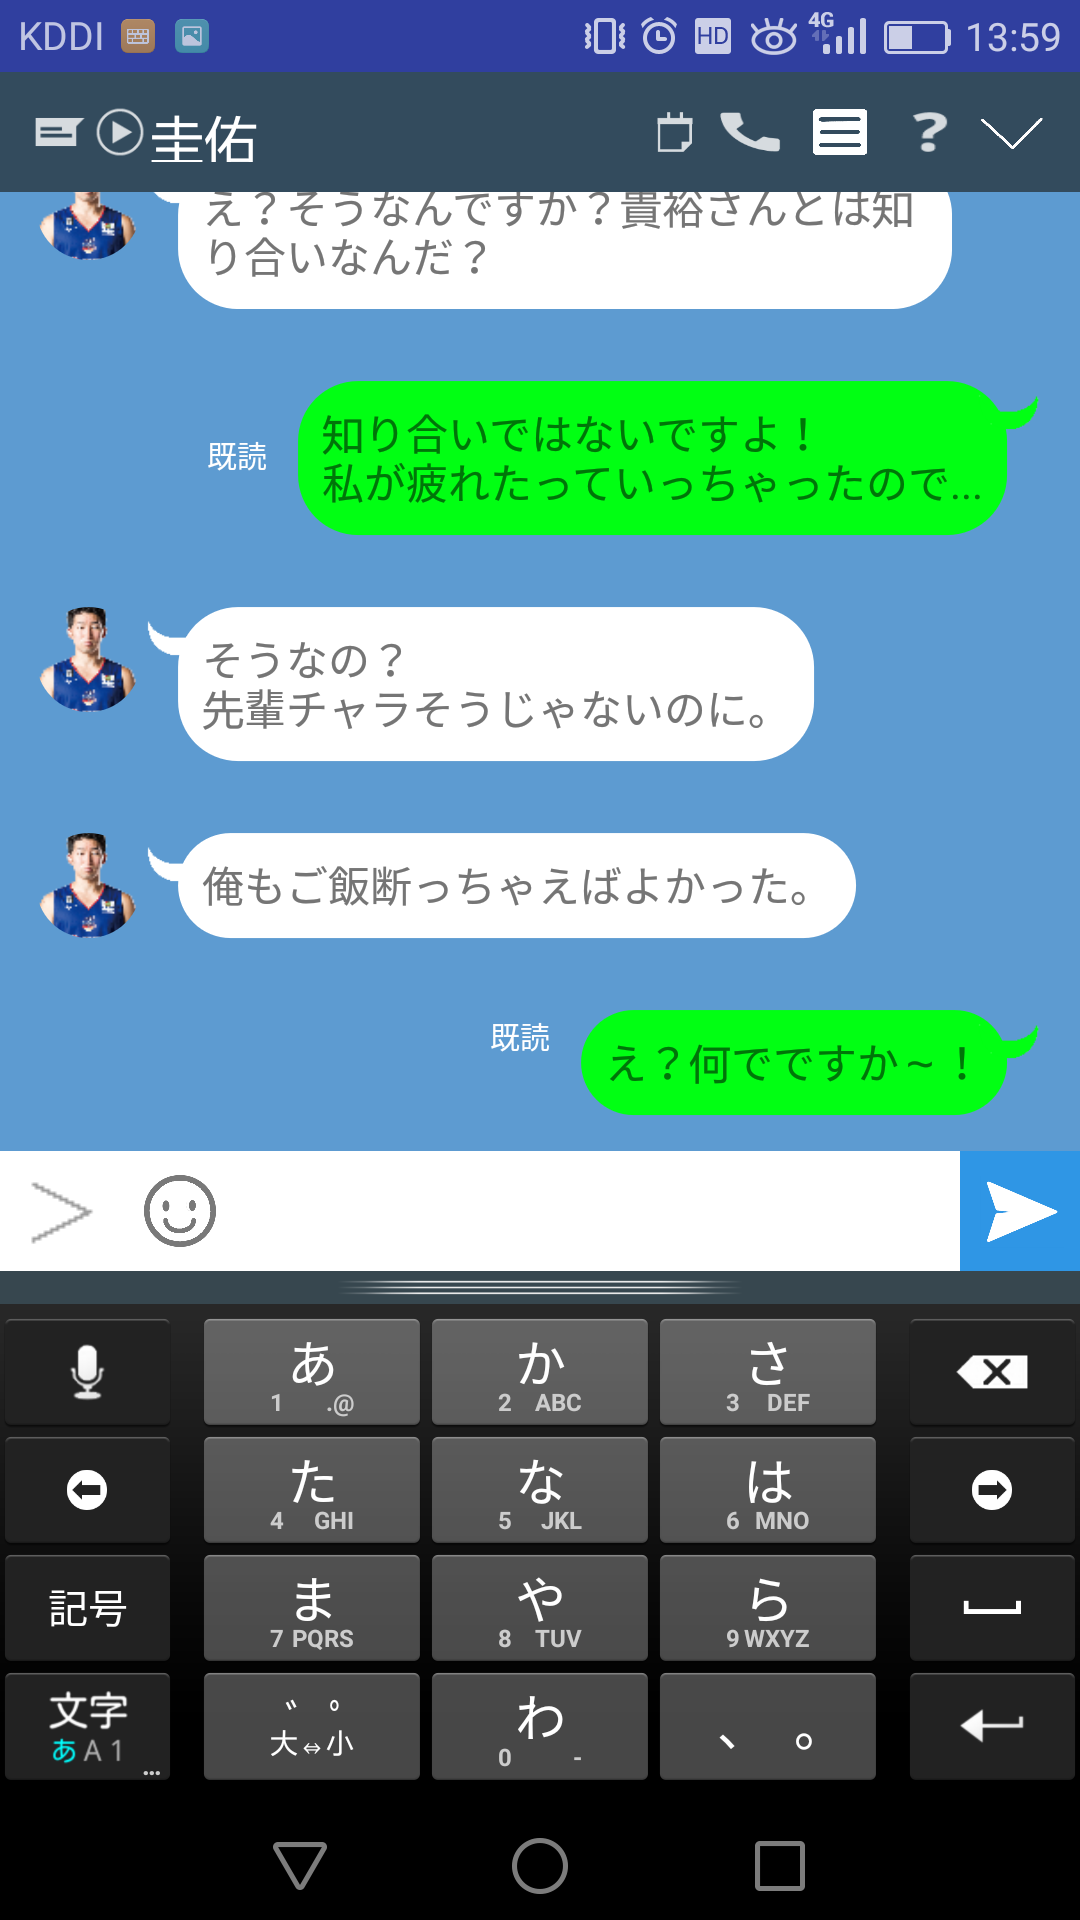 KDDI HD 4G 13:59
圭佑
え？そうなんですか？貴裕さんとは知
り合いなんだ？
知り合いではないですよ！
既読
私が疲れたっていっちゃったので...
そうなの？
先輩チャラそうじゃないのに。
俺もご飯断っちゃえばよかった。
既読
え？何でですか～！
あ か さ
1 .@ 2 ABC 3 DEF
た な は
4 GHI 5 JKL 6 MNO
記号 ま や ら
7 PQRS 8 TUV 9 WXYZ
文字 ゛ ゜ わ 、 。
あ A 1 ... 大⇔小 0 -